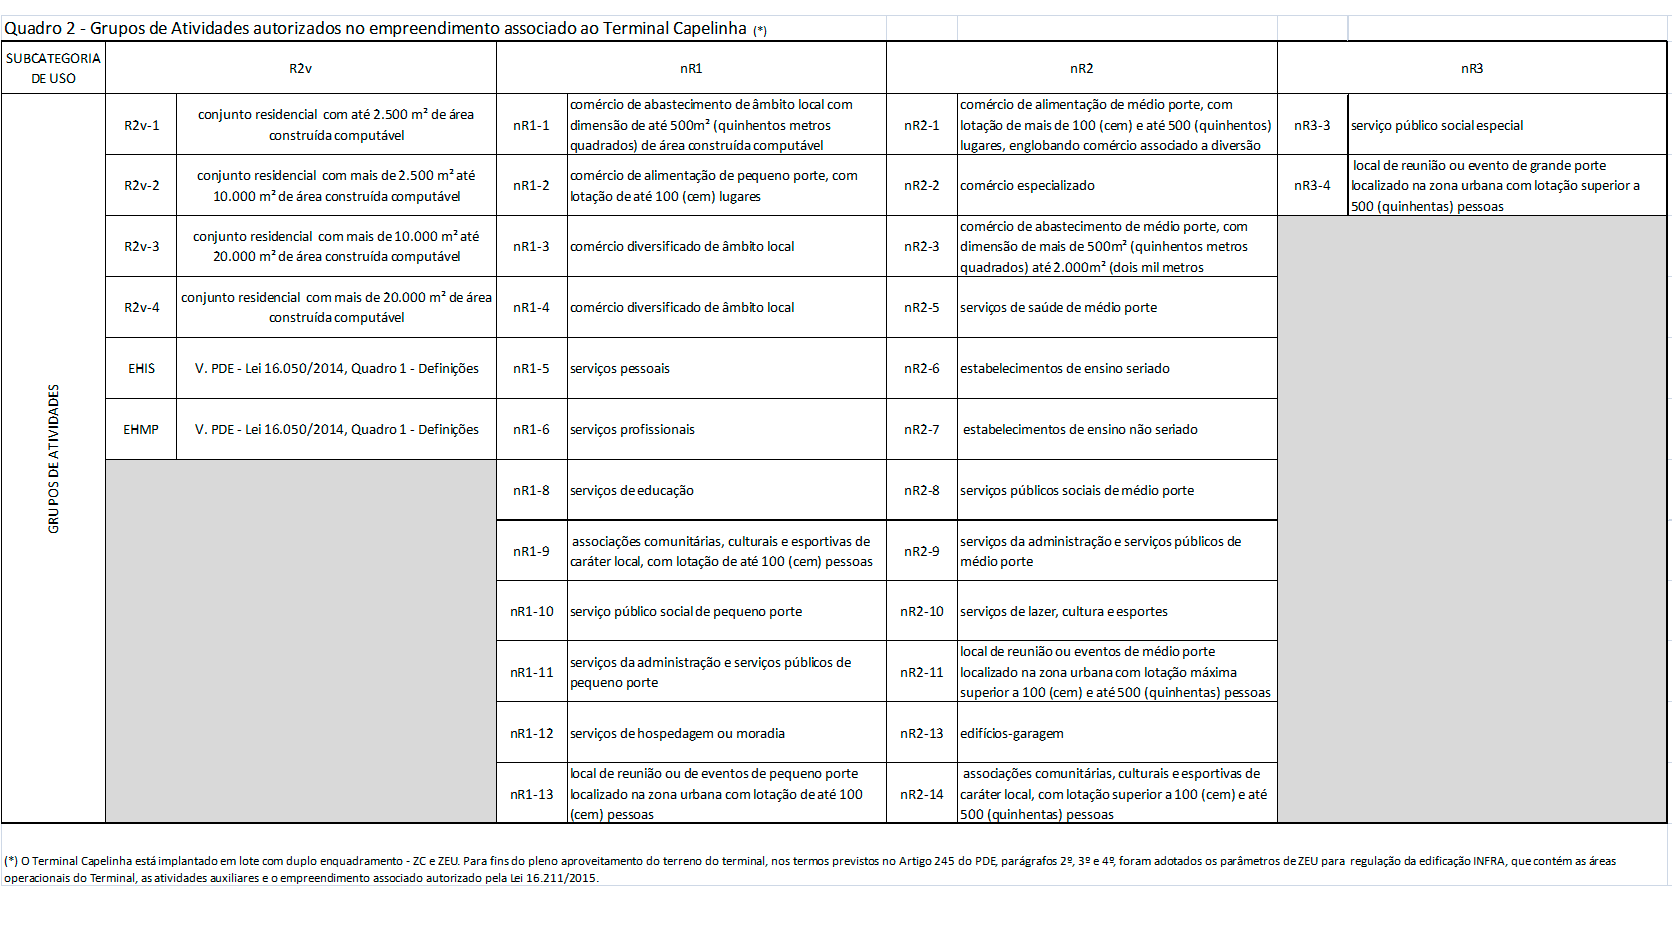 Quadro 2 - Grupos de Atividades autorizados no empreendimento associado ao Terminal Capelinha (*)
SUBCATEGORIA
DE USO
R2v
nR1
nR2
nR3
GRUPOS DE ATIVIDADES
R2v-1
conjunto residencial com até 2.500 m² de área
construída computável
nR1-1
comércio de abastecimento de âmbito local com
dimensão de até 500m² (quinhentos metros
quadrados) de área construída computável
nR2-1
comércio de alimentação de médio porte, com
lotação de mais de 100 (cem) e até 500 (quinhentos)
lugares, englobando comércio associado a diversão
nR3-3
serviço público social especial
R2v-2
conjunto residencial com mais de 2.500 m² até
10.000 m² de área construída computável
nR1-2
comércio de alimentação de pequeno porte, com
lotação de até 100 (cem) lugares
nR2-2
comércio especializado
nR3-4
local de reunião ou evento de grande porte
localizado na zona urbana com lotação superior a
500 (quinhentas) pessoas
R2v-3
conjunto residencial com mais de 10.000 m² até
20.000 m² de área construída computável
nR1-3
comércio diversificado de âmbito local
nR2-3
comércio de abastecimento de médio porte, com
dimensão de mais de 500m² (quinhentos metros
quadrados) até 2.000m² (dois mil metros
R2v-4
conjunto residencial com mais de 20.000 m² de área
construída computável
nR1-4
comércio diversificado de âmbito local
nR2-5
serviços de saúde de médio porte
EHIS
V. PDE - Lei 16.050/2014, Quadro 1 - Definições
nR1-5
serviços pessoais
nR2-6
estabelecimentos de ensino seriado
EHMP
V. PDE - Lei 16.050/2014, Quadro 1 - Definições
nR1-6
serviços profissionais
nR2-7
estabelecimentos de ensino não seriado
nR1-8
serviços de educação
nR2-8
serviços públicos sociais de médio porte
nR1-9
associações comunitárias, culturais e esportivas de
caráter local, com lotação de até 100 (cem) pessoas
nR2-9
serviços da administração e serviços públicos de
médio porte
nR1-10
serviço público social de pequeno porte
nR2-10
serviços de lazer, cultura e esportes
nR1-11
serviços da administração e serviços públicos de
pequeno porte
nR2-11
local de reunião ou eventos de médio porte
localizado na zona urbana com lotação máxima
superior a 100 (cem) e até 500 (quinhentas) pessoas
nR1-12
serviços de hospedagem ou moradia
nR2-13
edifícios-garagem
nR1-13
local de reunião ou de eventos de pequeno porte
localizado na zona urbana com lotação de até 100
(cem) pessoas
nR2-14
associações comunitárias, culturais e esportivas de
caráter local, com lotação superior a 100 (cem) e até
500 (quinhentas) pessoas
(*) O Terminal Capelinha está implantado em lote com duplo enquadramento - ZC e ZEU. Para fins do pleno aproveitamento do terreno do terminal, nos termos previstos no Artigo 245 do PDE, parágrafos 2º, 3º e 4º, foram adotados os parâmetros de ZEU para regulação da edificação INFRA, que contém as áreas
operacionais do Terminal, as atividades auxiliares e o empreendimento associado autorizado pela Lei 16.211/2015.